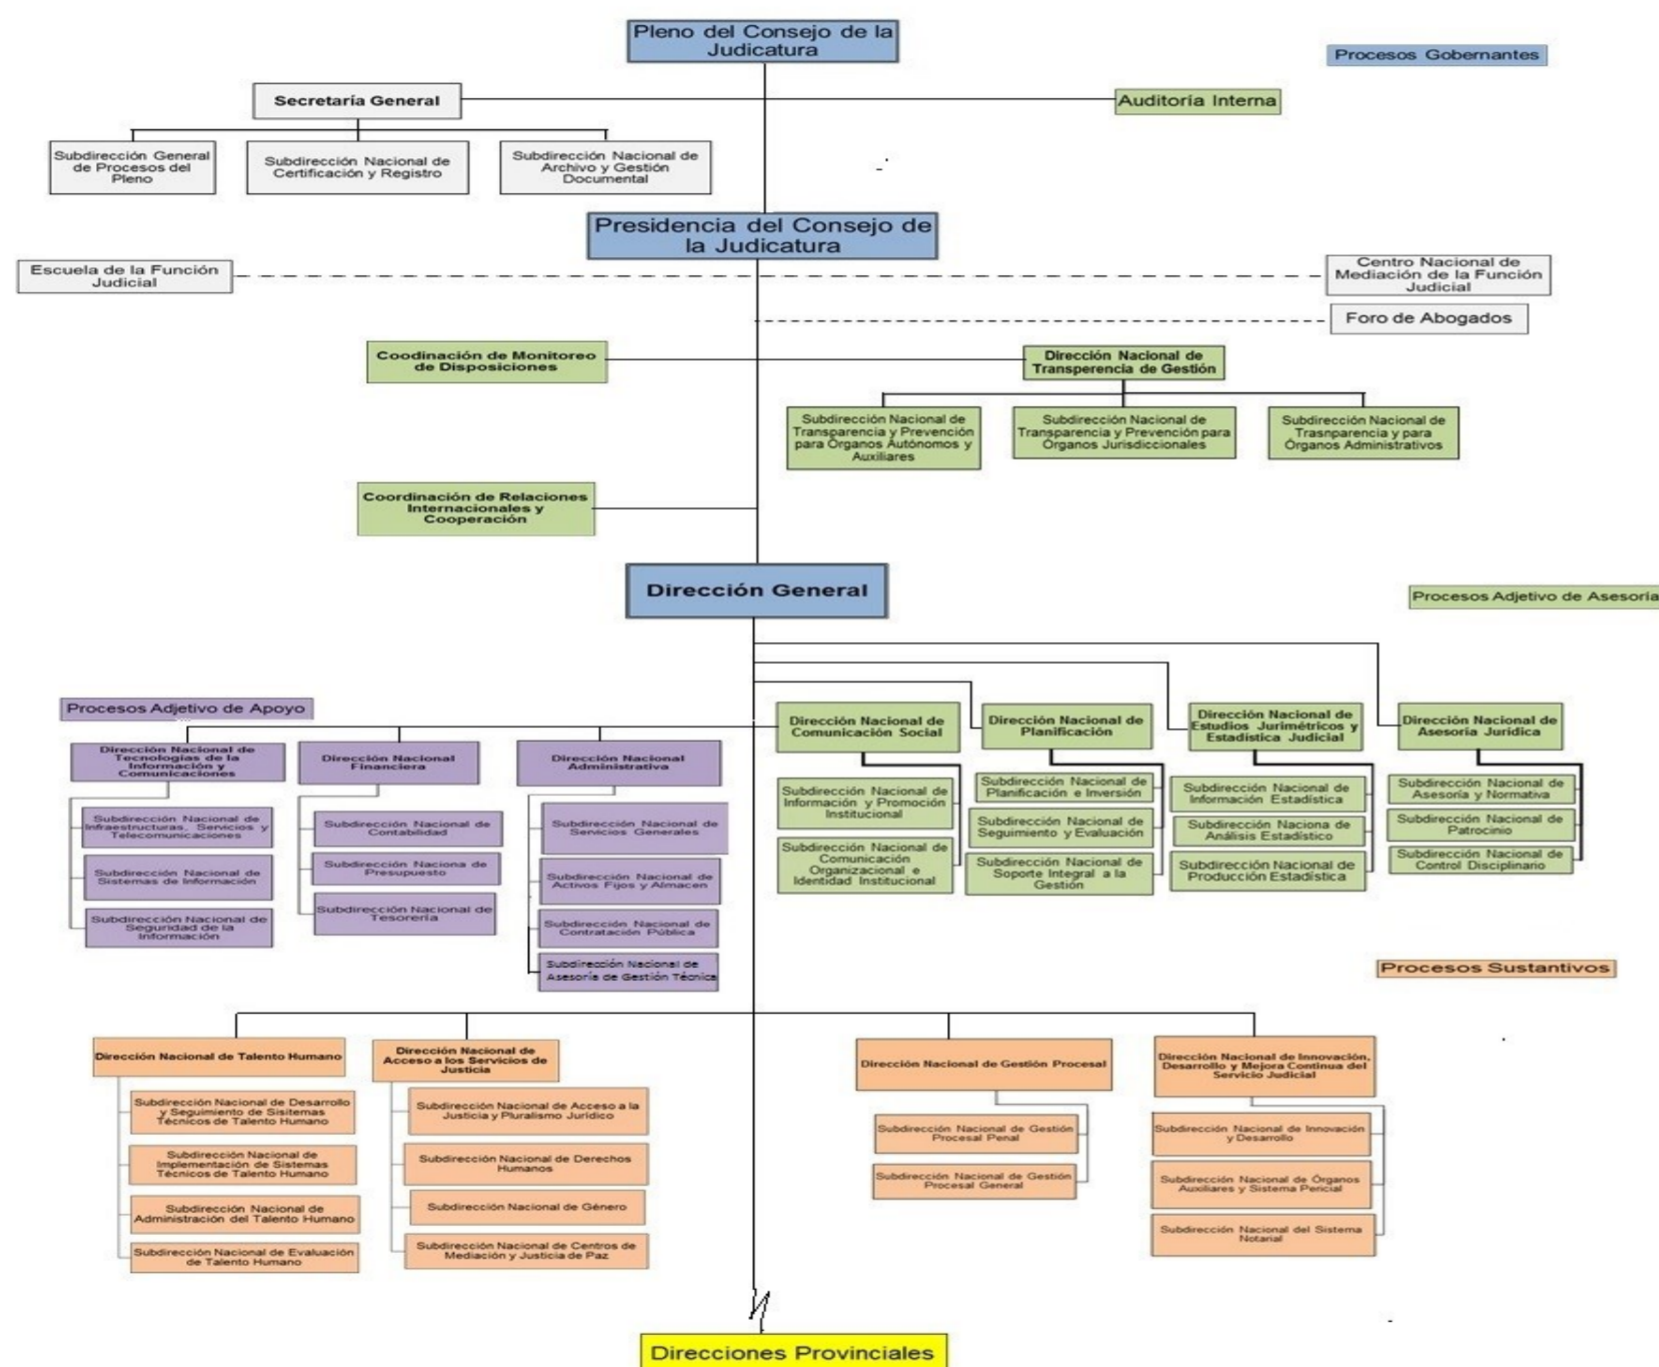 Pleno del Consejo de la
Judicatura
Procesos Gobernantes
Secretaría General
Auditoría Interna
Subdirección General
de Procesos del
Pleno
Subdirección Nacional de
Certificación y Registro
Subdirección Nacional de
Archivo y Gestión
Documental
Presidencia del Consejo de
la Judicatura
Escuela de la Función
Judicial
Centro Nacional de
Mediación de la Función
Judicial
Foro de Abogados
Coodinación de Monitoreo
de Disposiciones
Dirección Nacional de
Transperencia de Gestión
Subdirección Nacional de
Transparencia y Prevención
para Órganos Autónomos y
Auxiliares
Subdirección Nacional de
Transparencia y Prevención para
Órganos Jurisdiccionales
Subdirección Nacional de
Trasnparencia y para
Órganos Administrativos
Coordinación de Relaciones
Internacionales y
Cooperación
Dirección General
Procesos Adjetivo de Asesoría
Procesos Adjetivo de Apoyo
Dirección Nacional de
Comunicación Social
Dirección Nacional de
Planificación
Dirección Nacional de
Estudios Jurimétricos y
Estadística Judicial
Dirección Nacional de
Asesoría Jurídica
Dirección Nacional de
Tecnologías de la
Información y
Comunicaciones
Dirección Nacional
Financiera
Dirección Nacional
Administrativa
Subdirección Nacional de
Infraestructuras, Servicios y
Telecomunicaciones
Subdirección Nacional de
Sistemas de Información
Subdirección Nacional de
Seguridad de la
Información
Subdirección Nacional de
Contabilidad
Subdirección Naciona de
Presupuesto
Subdirección Nacional de
Tesorería
Subdirección Nacional de
Servicios Generales
Subdirección Nacional de
Activos Fijos y Almacen
Subdirección Nacional de
Contratación Pública
Subdirección Nacional de
Asesoría de Gestión Técnica
Subdirección Nacional de
Información y Promoción
Institucional
Subdirección Nacional de
Comunicación
Organizacional e
Identidad Institucional
Subdirección Nacional de
Planificación e Inversión
Subdirección Nacional de
Seguimiento y Evaluación
Subdirección Nacional de
Soporte Integral a la
Gestión
Subdirección Nacional de
Información Estadística
Subdirección Naciona de
Análisis Estadístico
Subdirección Nacional de
Producción Estadística
Subdirección Nacional de
Asesoría y Normativa
Subdirección Nacional de
Patrocinio
Subdirección Nacional de
Control Disciplinario
Procesos Sustantivos
Dirección Nacional de Talento Humano
Dirección Nacional de
Acceso a los Servicios de
Justicia
Dirección Nacional de Gestión Procesal
Dirección Nacional de Innovación,
Desarrollo y Mejora Continua del
Servicio Judicial
Subdirección Nacional de Desarrollo
y Seguimiento de Sisitemas
Técnicos de Talento Humano
Subdirección Nacional de
Implementación de Sistemas
Técnicos de Talento Humano
Subdirección Nacional de
Administración del Talento Humano
Subdirección Nacional de Evaluación
de Talento Humano
Subdirección Nacional de Acceso a la
Justicia y Pluralismo Jurídico
Subdirección Nacional de Derechos
Humanos
Subdirección Nacional de Género
Subdirección Nacional de Centros de
Mediación y Justicia de Paz
Subdirección Nacional de Gestión
Procesal Penal
Subdirección Nacional de Gestión
Procesal General
Subdirección Nacional de Innovación
y Desarrollo
Subdirección Nacional de Órganos
Auxiliares y Sistema Pericial
Subdirección Nacional del Sistema
Notarial
Direcciones Provinciales